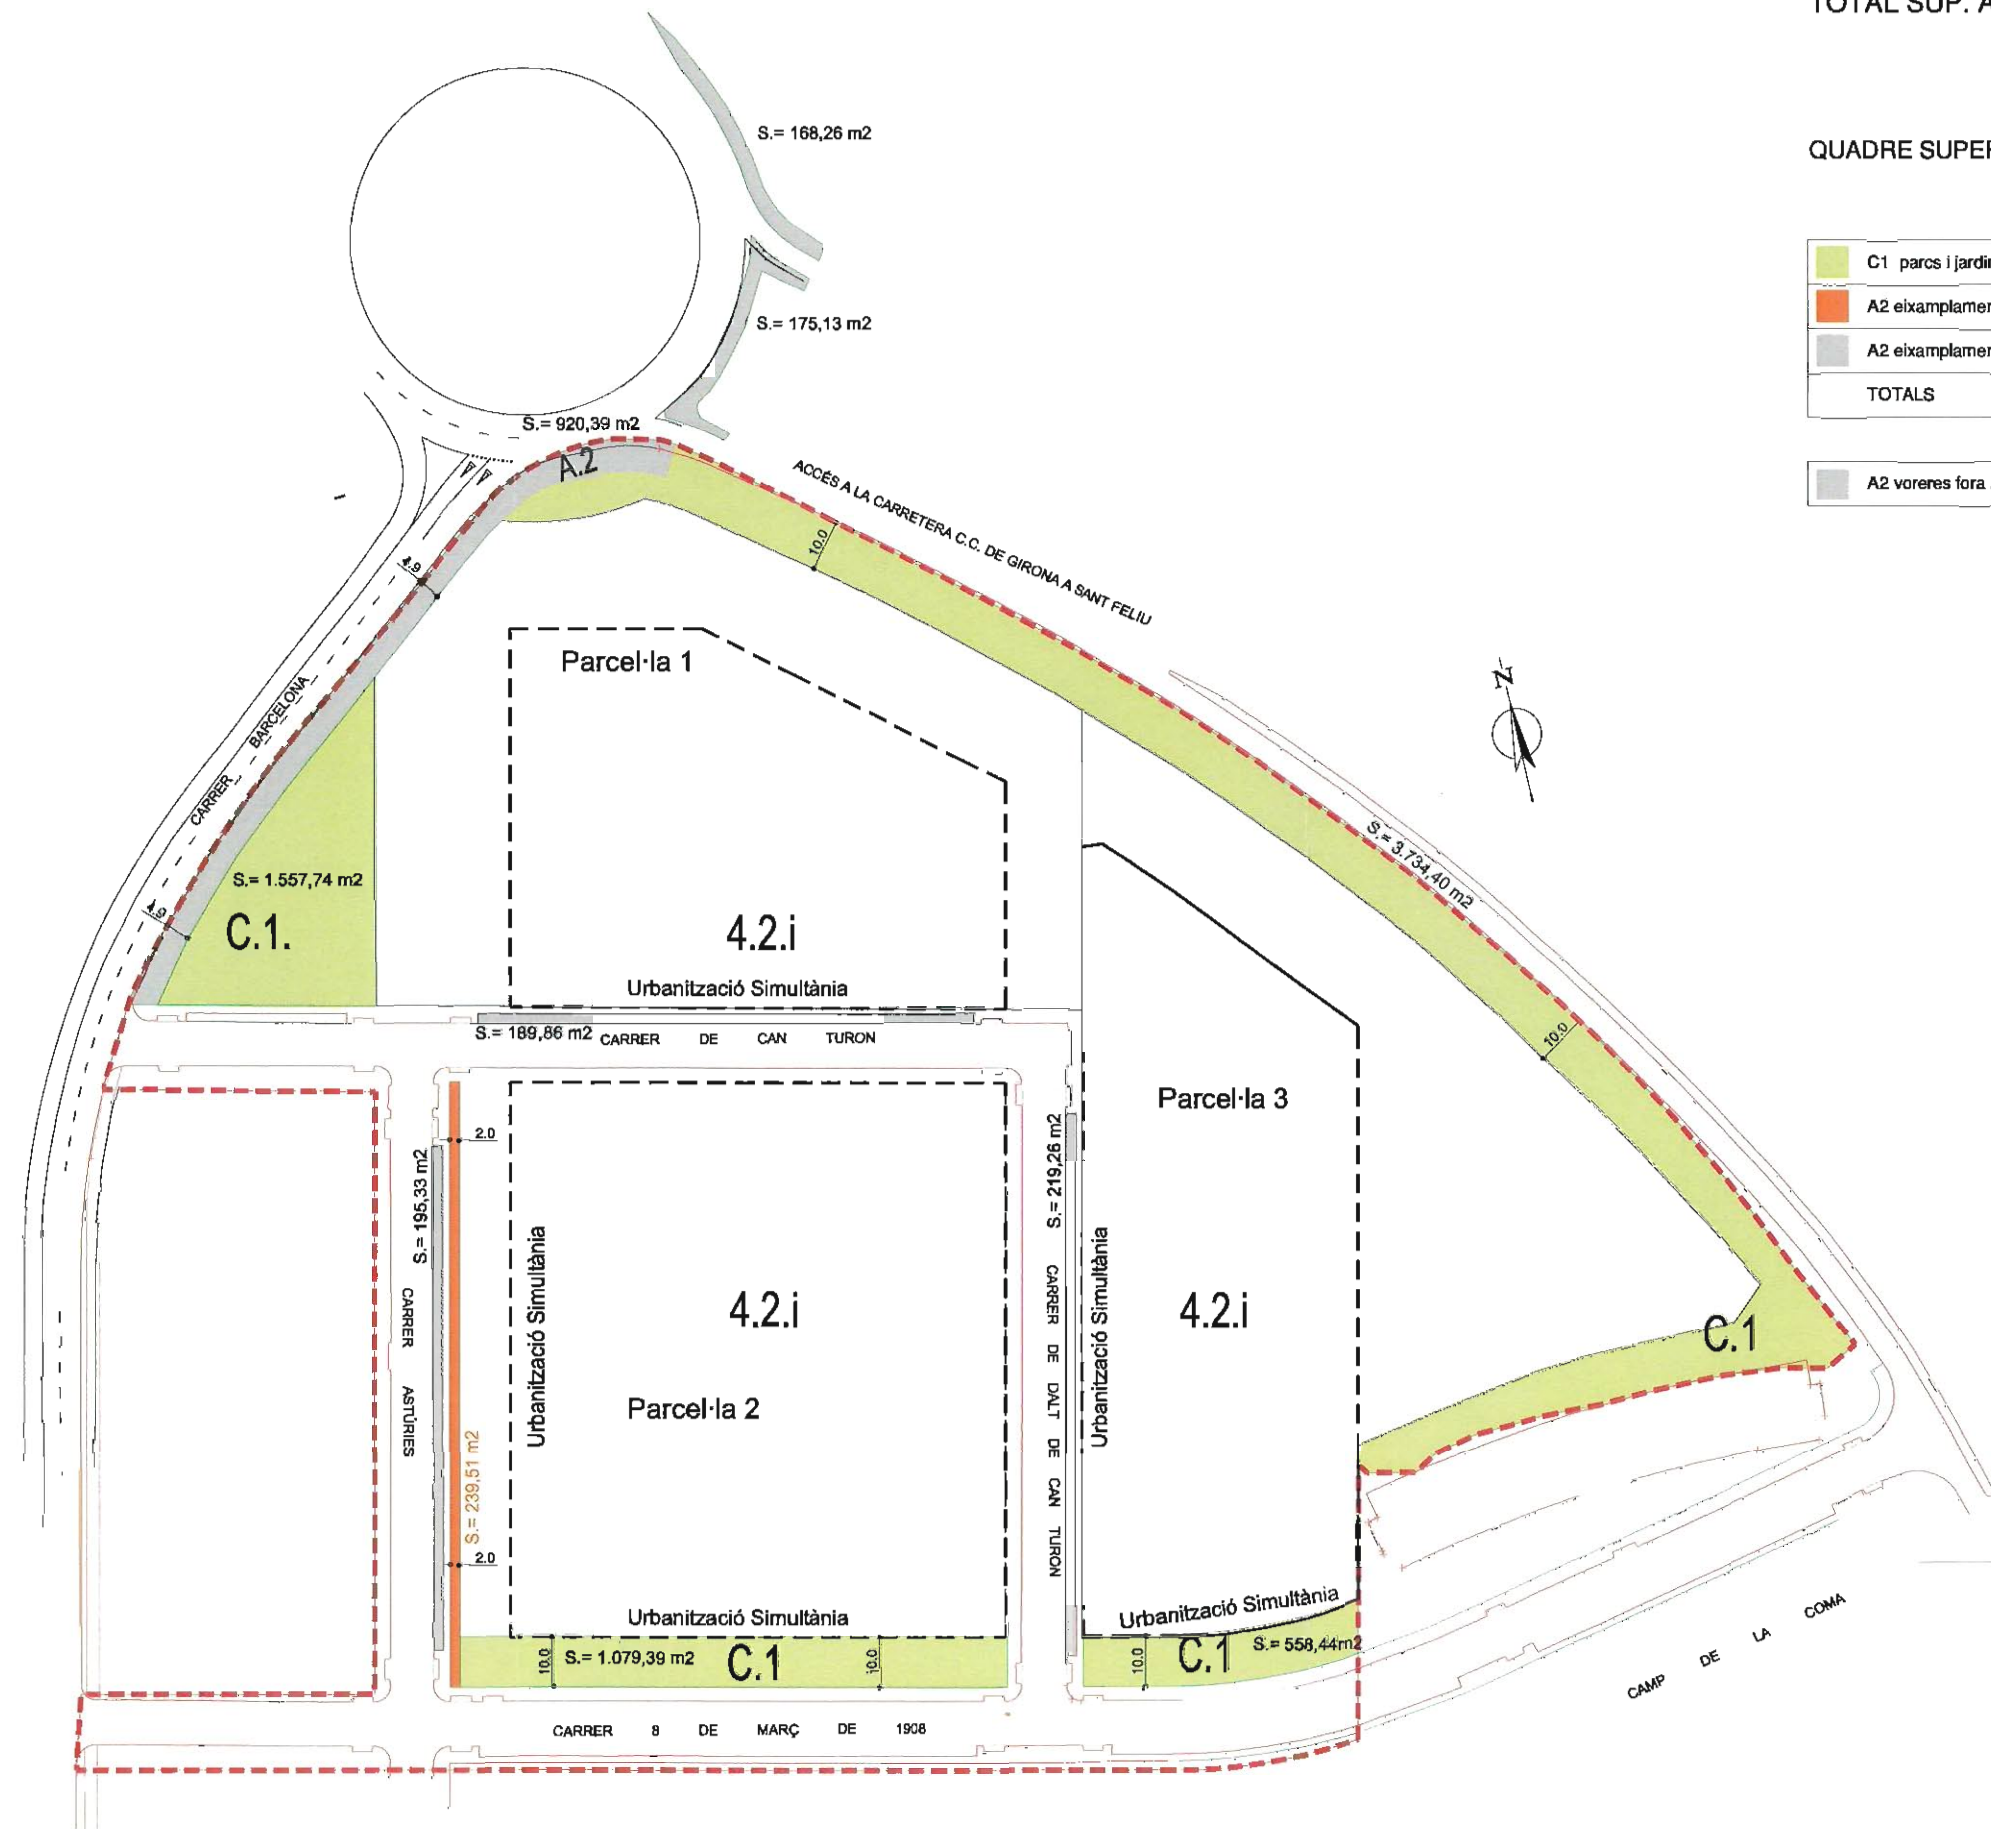 TOTAL SUP. A
QUADRE SUPER
C1 parcs i jardin
A2 eixamplamen
A2 eixamplamen
TOTALS
A2 voreres fora
S.= 168,26 m2
S.= 175,13 m2
S.= 920,39 m2
A.2
ACCÉS A LA CARRETERA C.C. DE GIRONA A SANT FELIU
10.0
4.9
Parcel·la 1
N
CARRER BARCELONA
S.= 3.734,40 m2
S.= 1.557,74 m2
4.9
C.1.
4.2.i
Urbanització Simultània
S.= 189,86 m2
CARRER DE CAN TURON
10.0
Parcel·la 3
2.0
S.= 195,33 m2
S.= 219,26 m2
Urbanització Simultània
Urbanització Simultània
4.2.i
4.2.i
CARRER ASTÚRIES
CARRER DE DALT DE CAN TURON
C.1
Parcel·la 2
S.= 239,51 m2
2.0
Urbanització Simultània
Urbanització Simultània
10.0
S.= 1.079,39 m2
C.1
10.0
10.0
C.1
S.= 558,44m2
CAMP DE LA COMA
CARRER 8 DE MARÇ DE 1908